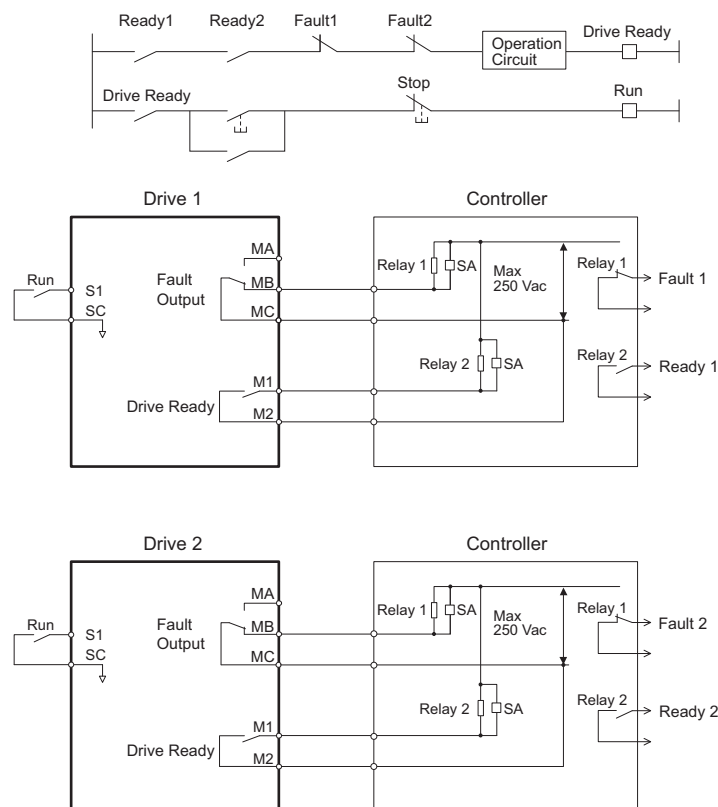 Ready1 Ready2 Fault1 Fault2 Operation Circuit Drive Ready
Drive Ready Stop Run
Drive 1 Controller
MA
Relay 1 SA Max 250 Vac Relay 1 Fault 1
Run S1 Fault Output MB
SC MC
Relay 2 SA Relay 2 Ready 1
M1
Drive Ready M2
Drive 2 Controller
MA
Relay 1 SA Max 250 Vac Relay 1 Fault 2
Run S1 Fault Output MB
SC MC
Relay 2 SA Relay 2 Ready 2
M1
Drive Ready M2